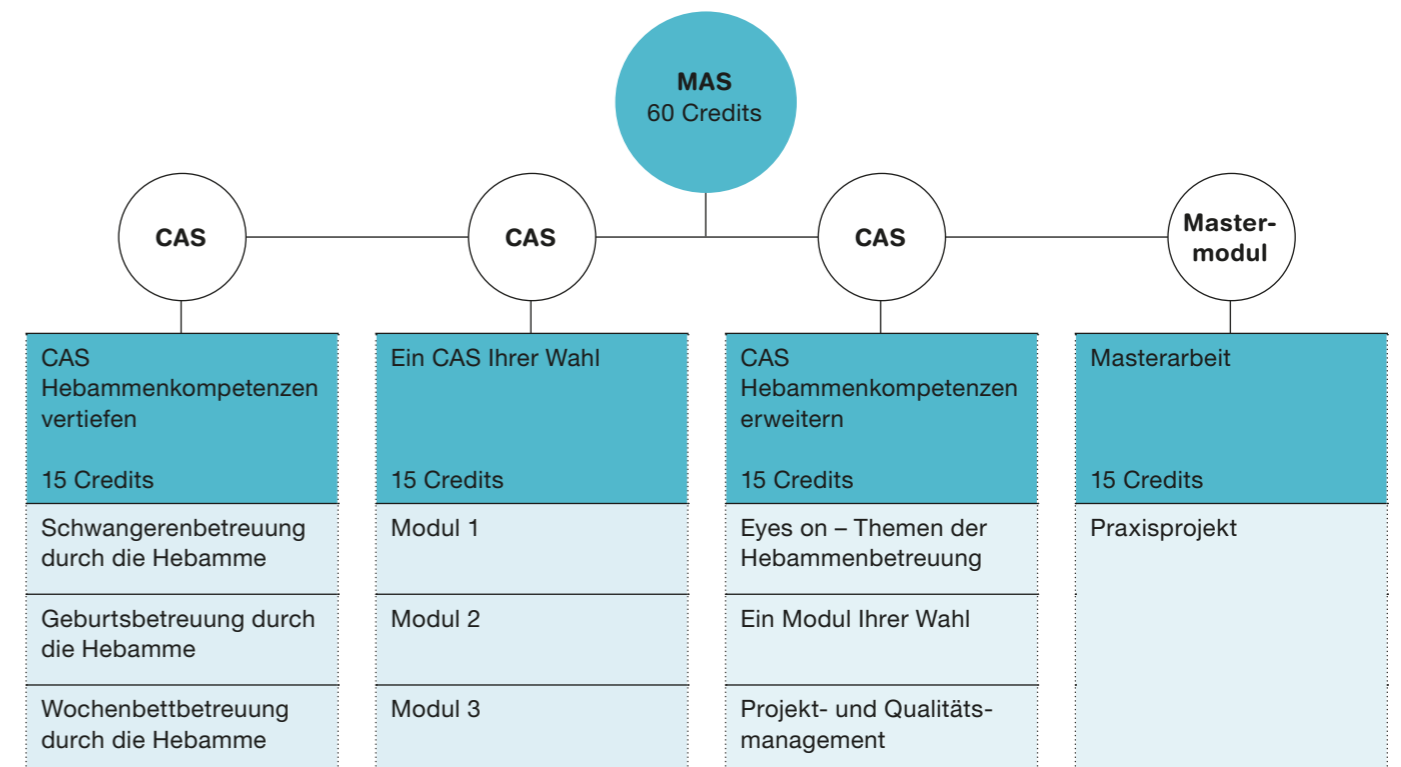 MAS
60 Credits
CAS
CAS
CAS
Master-
modul
CAS
Hebammenkompetenzen
vertiefen
15 Credits
Schwangerenbetreuung
durch die Hebamme
Geburtsbetreuung durch
die Hebamme
Wochenbettbetreuung
durch die Hebamme
Ein CAS Ihrer Wahl
15 Credits
Modul 1
Modul 2
Modul 3
CAS
Hebammenkompetenzen
erweitern
15 Credits
Eyes on – Themen der
Hebammenbetreuung
Ein Modul Ihrer Wahl
Projekt- und Qualitäts-
management
Masterarbeit
15 Credits
Praxisprojekt